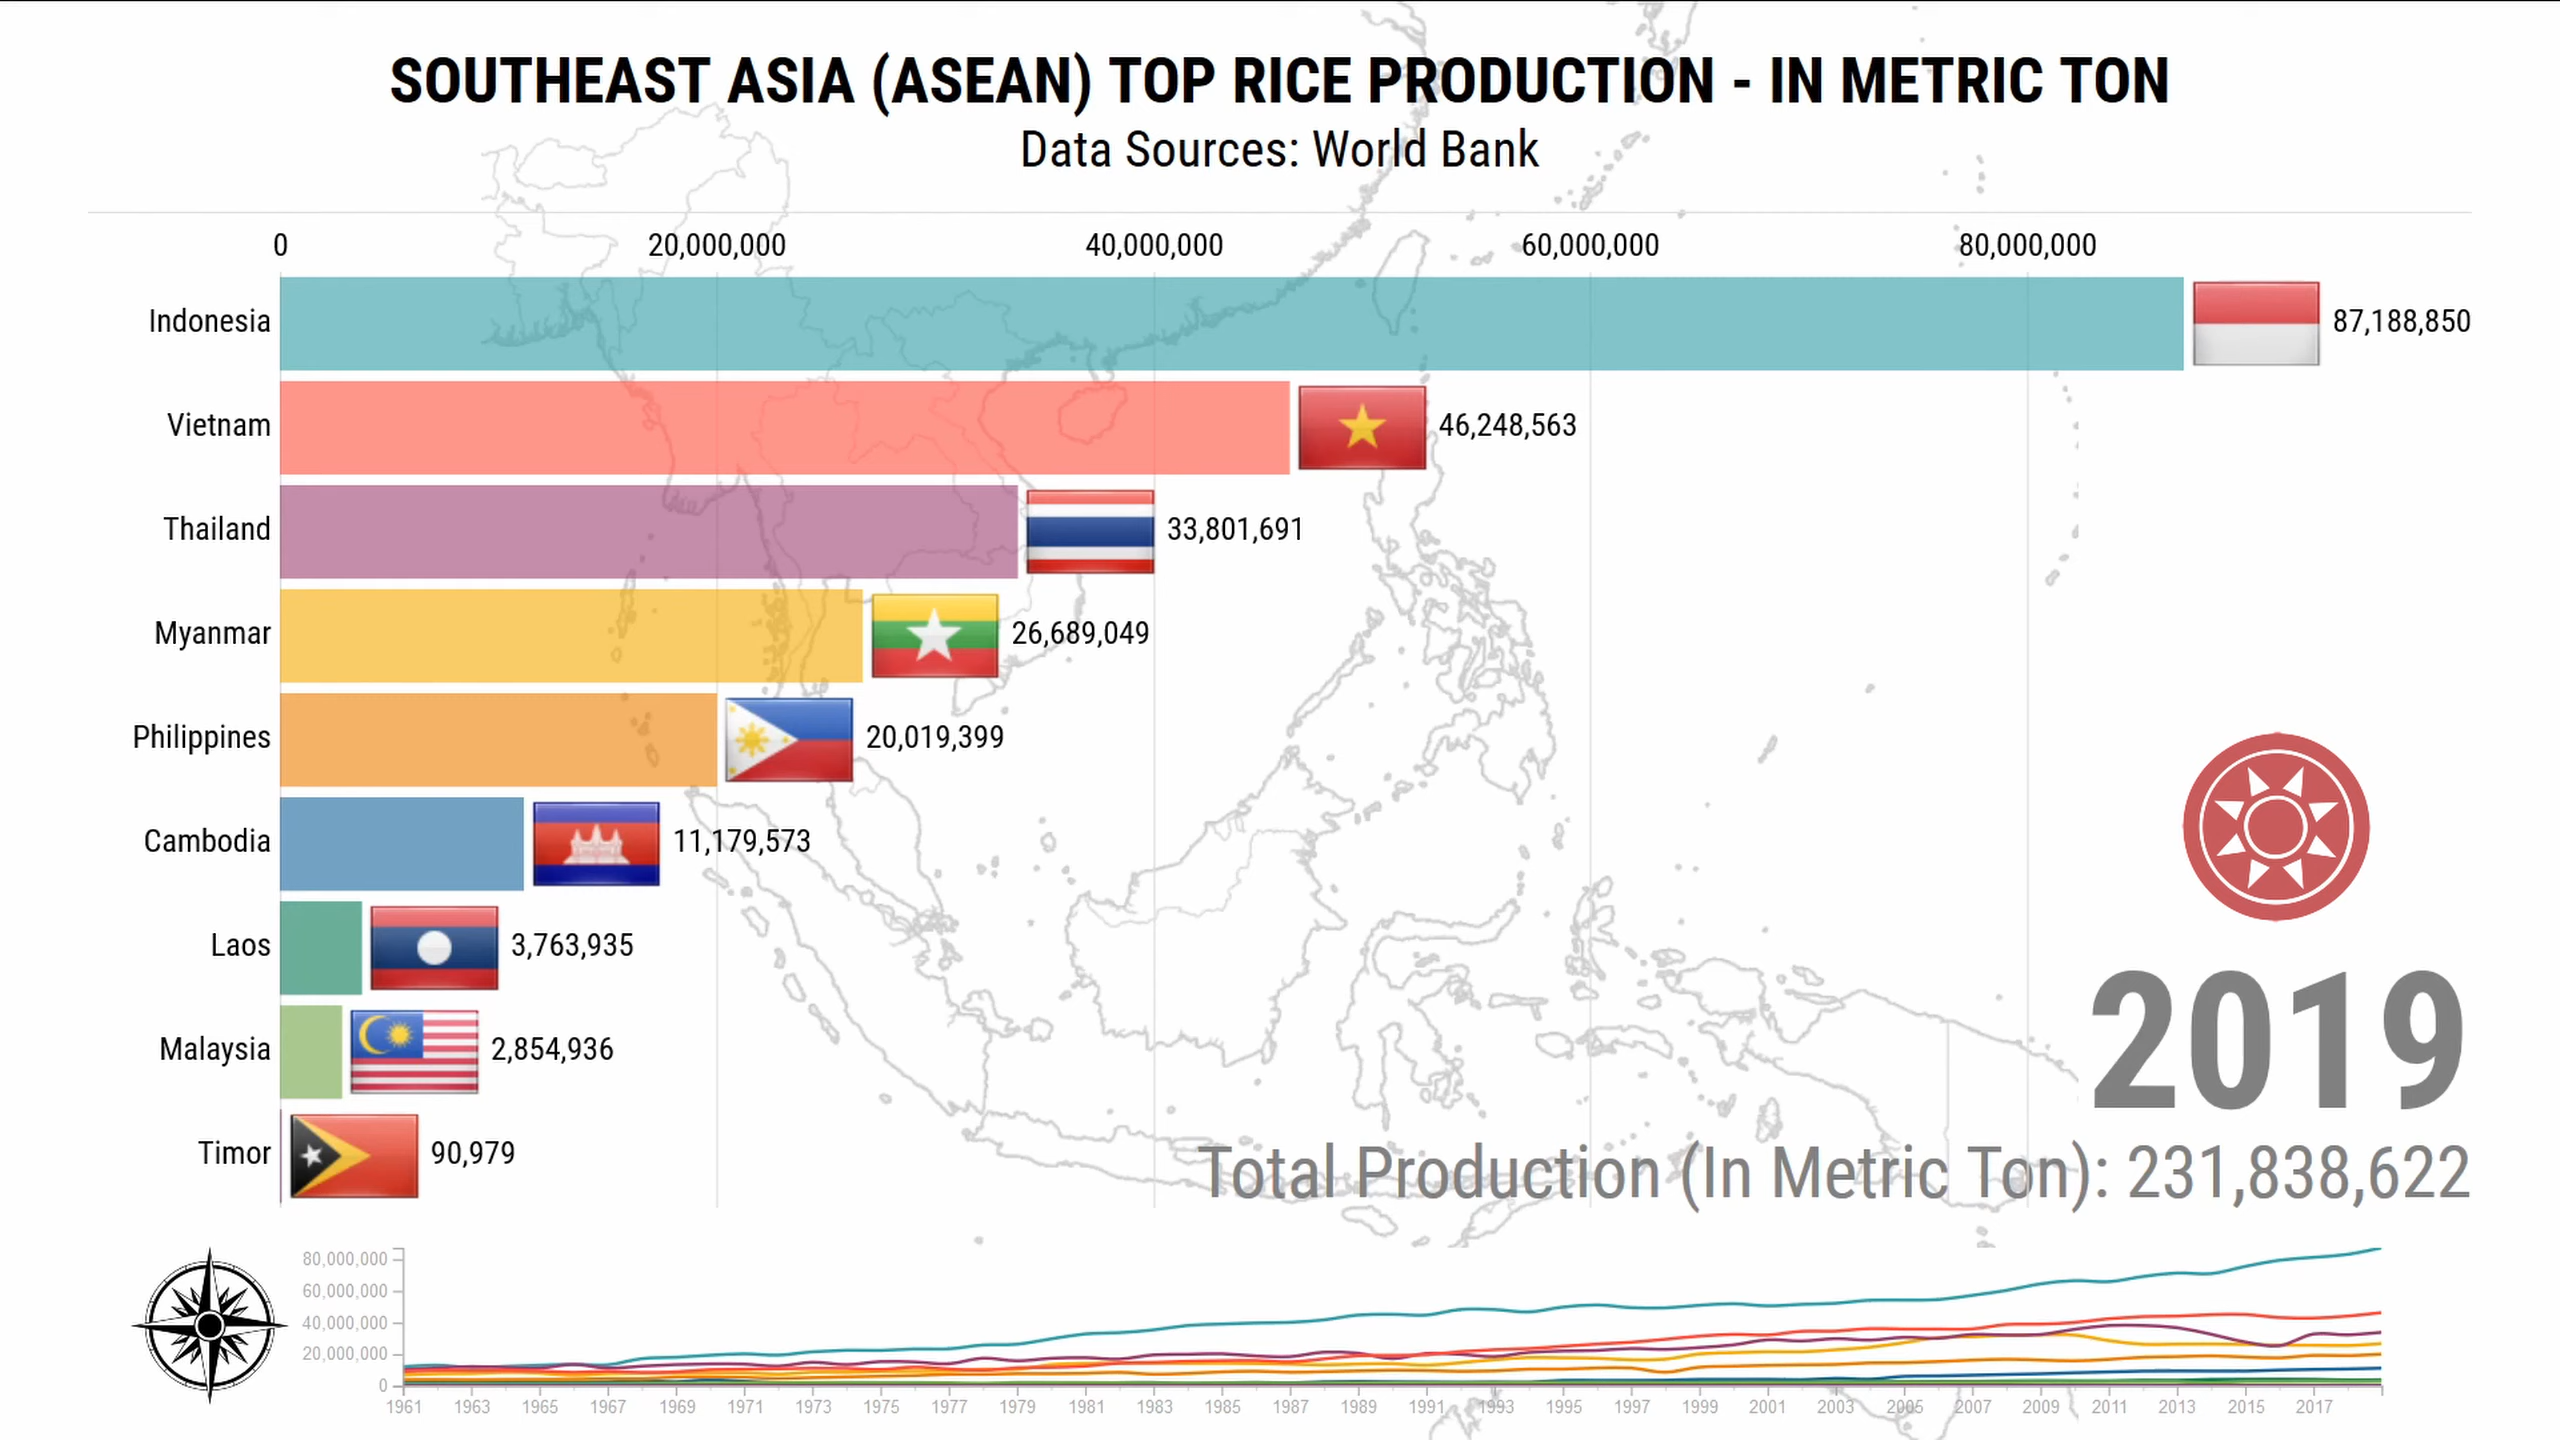 SOUTHEAST ASIA (ASEAN) TOP RICE PRODUCTION - IN METRIC TON
Data Sources: World Bank
0 20,000,000 40,000,000 60,000,000 80,000,000
Indonesia 87,188,850
Vietnam 46,248,563
Thailand 33,801,691
Myanmar 26,689,049
Philippines 20,019,399
Cambodia 11,179,573
Laos 3,763,935
Malaysia 2,854,936
Timor 90,979
2019
Total Production (In Metric Ton): 231,838,622
80,000,000
60,000,000
40,000,000
20,000,000
0
1961 1963 1965 1967 1969 1971 1973 1975 1977 1979 1981 1983 1985 1987 1989 1991 1993 1995 1997 1999 2001 2003 2005 2007 2009 2011 2013 2015 2017